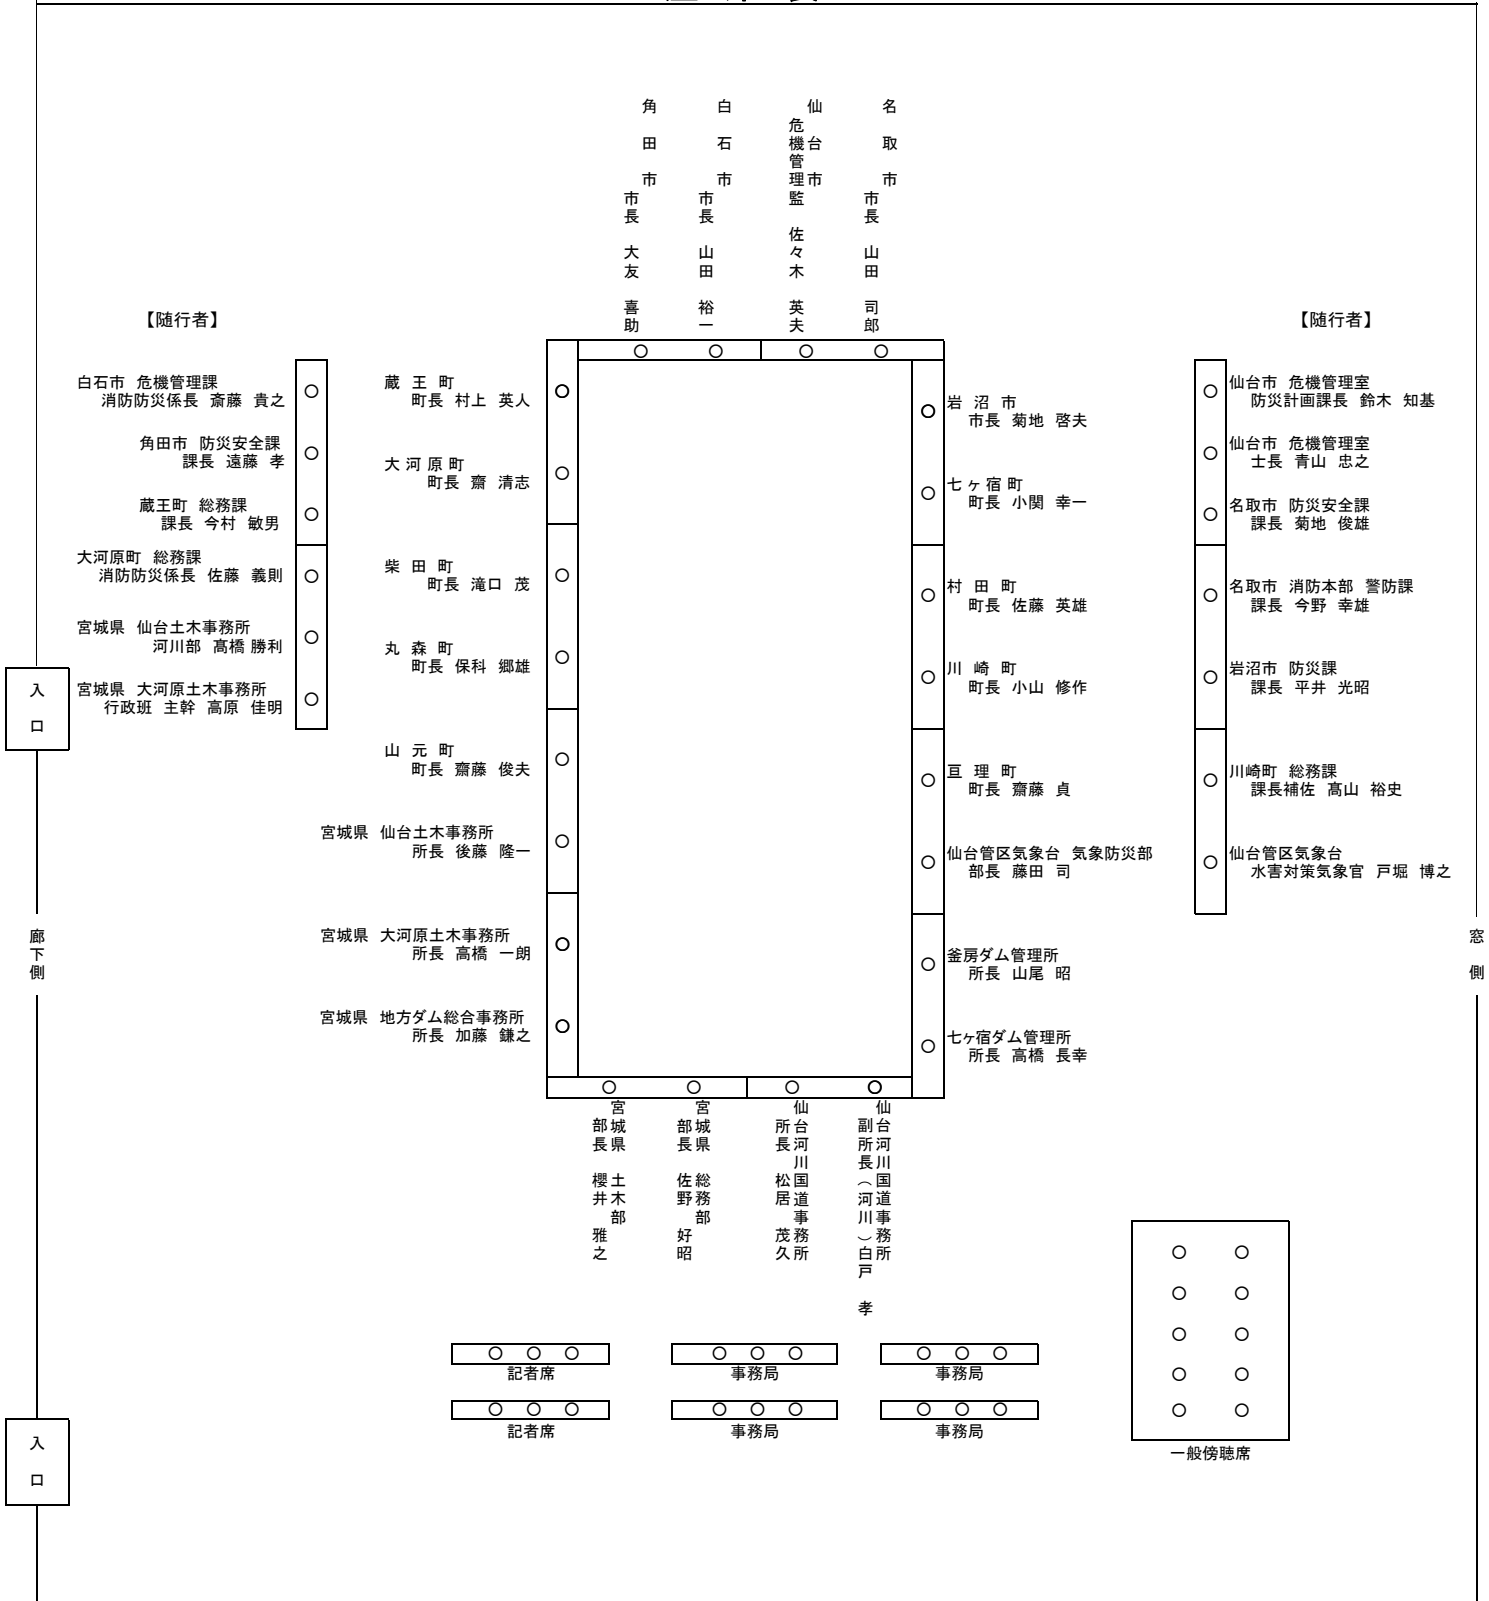 角田市
市長 大友 喜助
白石市
市長 山田 裕一
仙台市
危機管理監 佐々木 英夫
名取市
市長 山田 司郎
【随行者】
白石市 危機管理課
消防防災係長 斎藤 貴之
角田市 防災安全課
課長 遠藤 孝
蔵王町 総務課
課長 今村 敏男
大河原町 総務課
消防防災係長 佐藤 義則
宮城県 仙台土木事務所
河川部 髙橋 勝利
宮城県 大河原土木事務所
行政班 主幹 高原 佳明
蔵王町
町長 村上 英人
大河原町
町長 齋 清志
柴田町
町長 滝口 茂
丸森町
町長 保科 郷雄
山元町
町長 齋藤 俊夫
宮城県 仙台土木事務所
所長 後藤 隆一
宮城県 大河原土木事務所
所長 高橋 一朗
宮城県 地方ダム総合事務所
所長 加藤 鎌之
岩沼市
市長 菊地 啓夫
七ヶ宿町
町長 小関 幸一
村田町
町長 佐藤 英雄
川崎町
町長 小山 修作
亘理町
町長 齋藤 貞
仙台管区気象台 気象防災部
部長 藤田 司
釜房ダム管理所
所長 山尾 昭
七ヶ宿ダム管理所
所長 高橋 長幸
【随行者】
仙台市 危機管理室
防災計画課長 鈴木 知基
仙台市 危機管理室
士長 青山 忠之
名取市 防災安全課
課長 菊地 俊雄
名取市 消防本部 警防課
課長 今野 幸雄
岩沼市 防災課
課長 平井 光昭
川崎町 総務課
課長補佐 髙山 裕史
仙台管区気象台
水害対策気象官 戸堀 博之
宮城県 土木部
部長 櫻井 雅之
宮城県 総務部
部長 佐野 好昭
仙台河川国道事務所
所長 松居 茂久
仙台河川国道事務所
副所長(河川)白戸 孝
入口
廊下側
窓側
記者席
事務局
事務局
記者席
事務局
事務局
一般傍聴席
入口